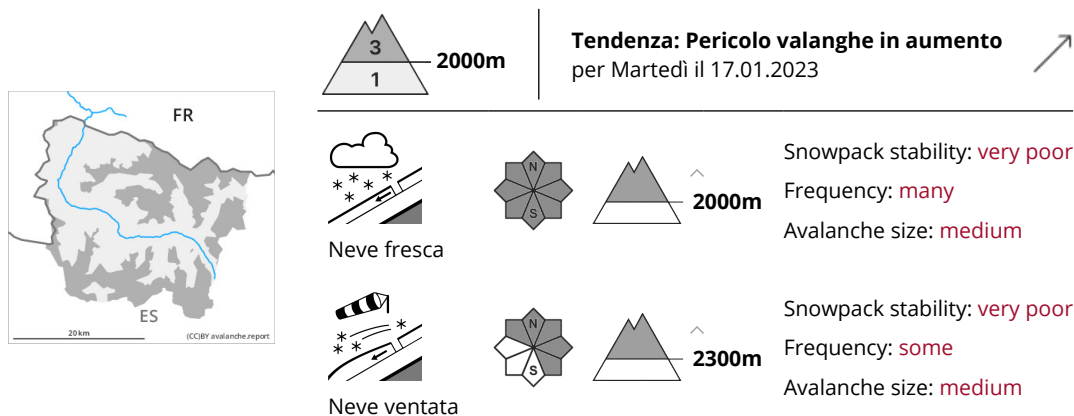 FR
ES
20 km
(CC)BY avalanche.report
3
1
2000m
Tendenza: Pericolo valanghe in aumento
per Martedì il 17.01.2023
Neve fresca
N
S
2000m
Snowpack stability: very poor
Frequency: many
Avalanche size: medium
Neve ventata
N
S
2300m
Snowpack stability: very poor
Frequency: some
Avalanche size: medium